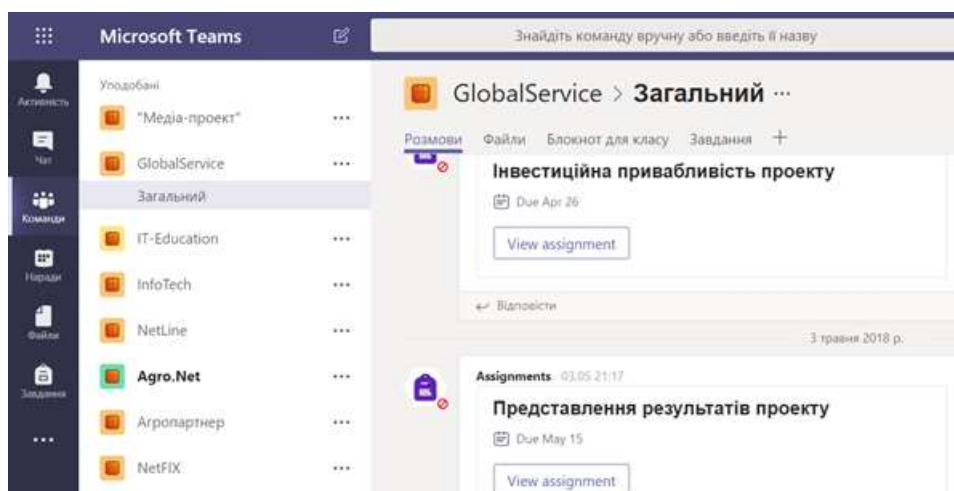 Microsoft Teams
Знайдіть команду вручну або введіть її назву
Активність
Чат
Команди
Наради
Файли
Завдання
Уподобані
"Медіа-проект"
GlobalService
Загальний
IT-Education
InfoTech
NetLine
Agro.Net
Агропартнер
NetFIX
GlobalService > Загальний ...
Розмови Файли Блокнот для класу Завдання +
Інвестиційна привабливість проекту
Due Apr 26
View assignment
Відповісти
3 травня 2018 р.
Assignments 03.05 21:17
Представлення результатів проекту
Due May 15
View assignment